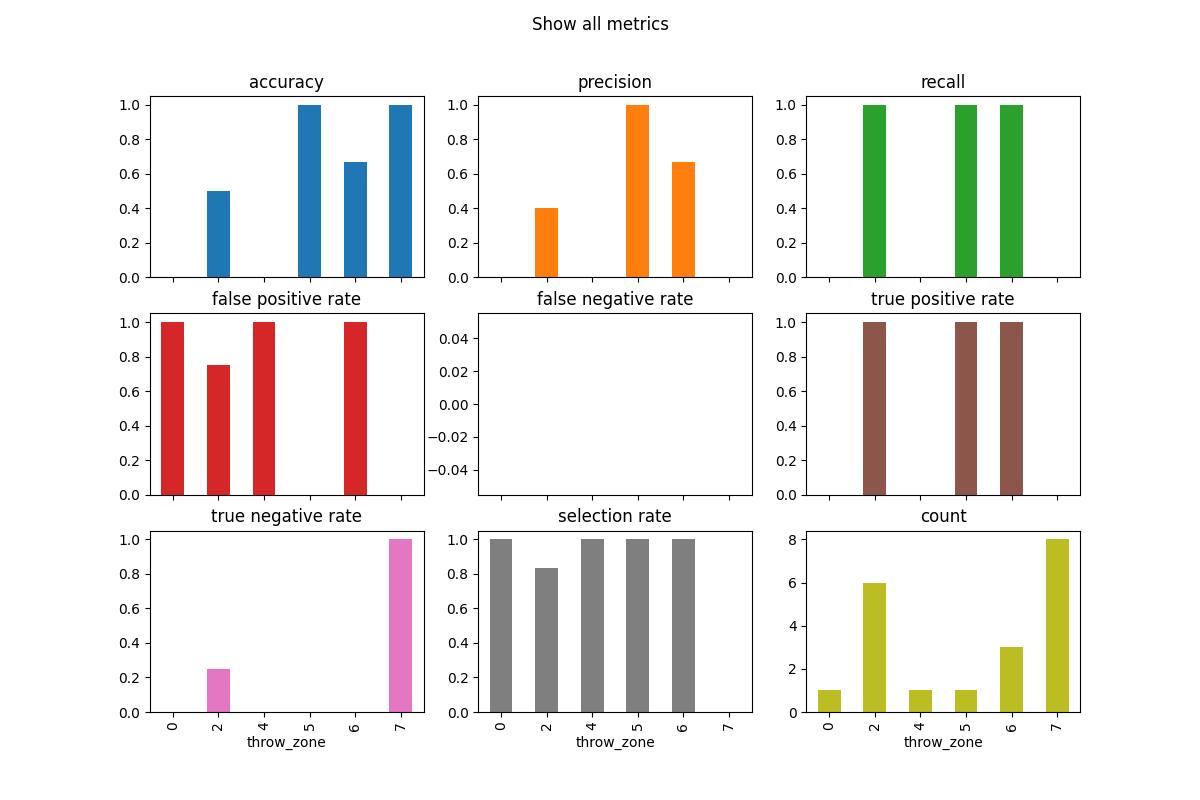 Show all metrics
accuracy precision recall
1.0 1.0 1.0
0.8 0.8 0.8
0.6 0.6 0.6
0.4 0.4 0.4
0.2 0.2 0.2
0.0 0.0 0.0
false positive rate false negative rate true positive rate
1.0 0.04 1.0
0.8 0.02 0.8
0.6 0.00 0.6
0.4 −0.02 0.4
0.2 −0.04 0.2
0.0 0.0
true negative rate selection rate count
1.0 1.0 8
0.8 0.8 6
0.6 0.6 4
0.4 0.4 2
0.2 0.2 0
0.0 0.0
0 2 4 5 6 7 0 2 4 5 6 7 0 2 4 5 6 7
throw_zone throw_zone throw_zone